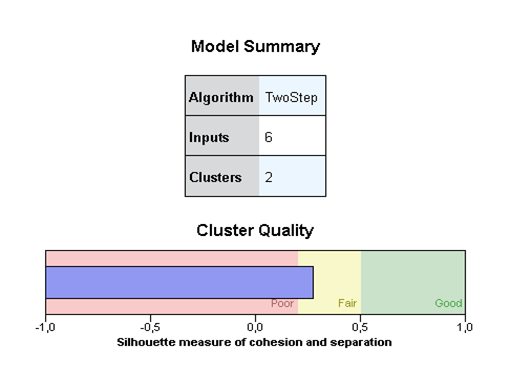 Model Summary
Algorithm TwoStep
Inputs 6
Clusters 2
Cluster Quality
Poor Fair Good
-1,0 -0,5 0,0 0,5 1,0
Silhouette measure of cohesion and separation